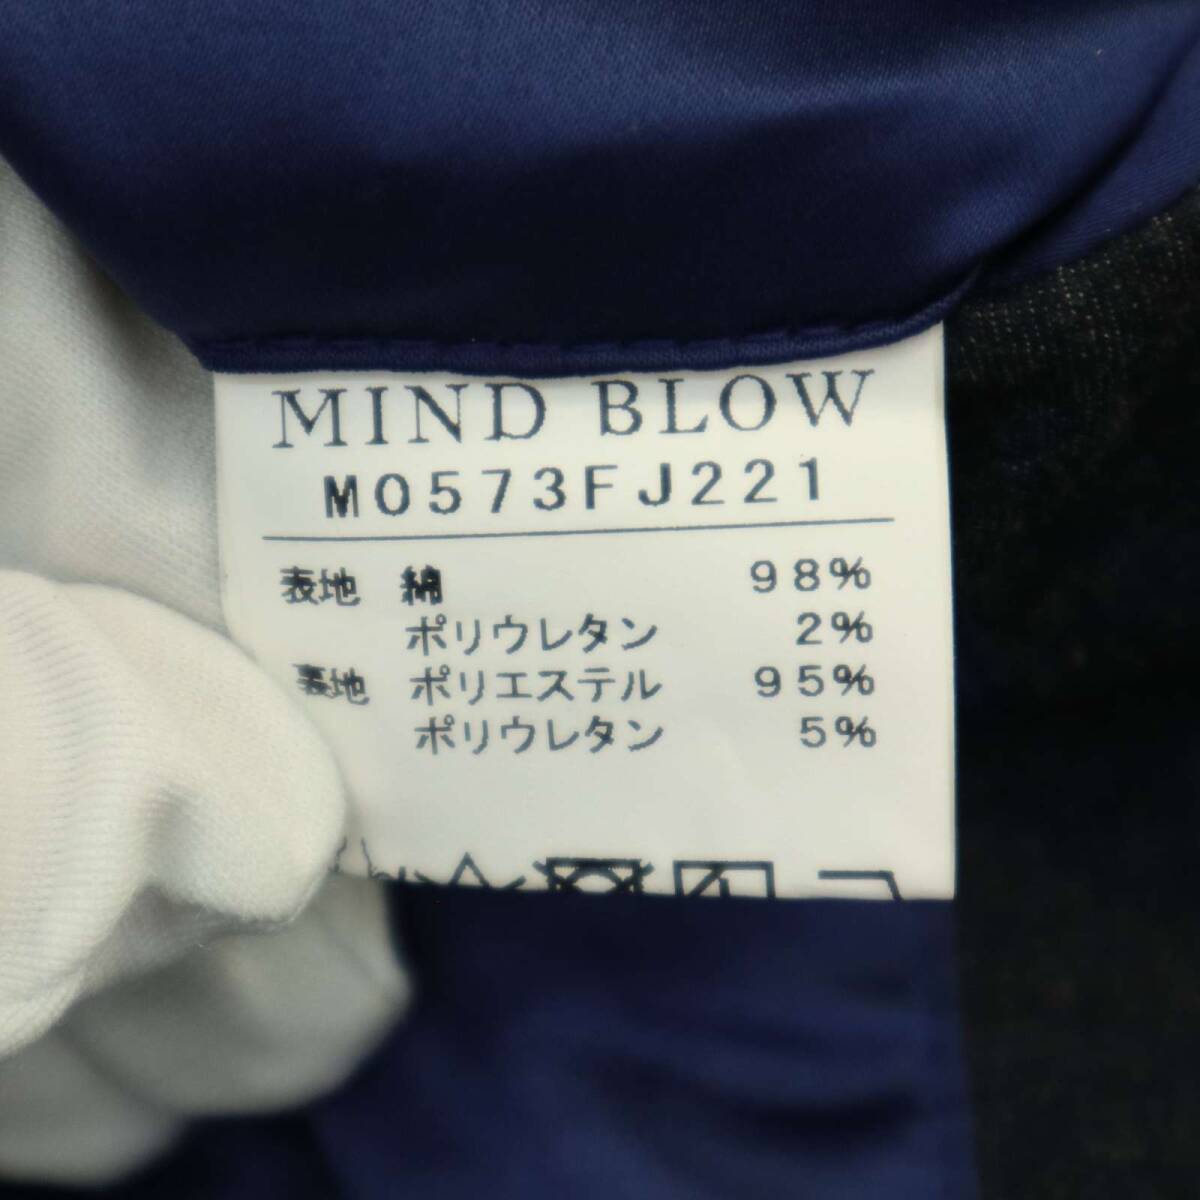 MIND BLOW
M0573FJ221
表地 綿 98%
ポリウレタン 2%
裏地 ポリエステル 95%
ポリウレタン 5%